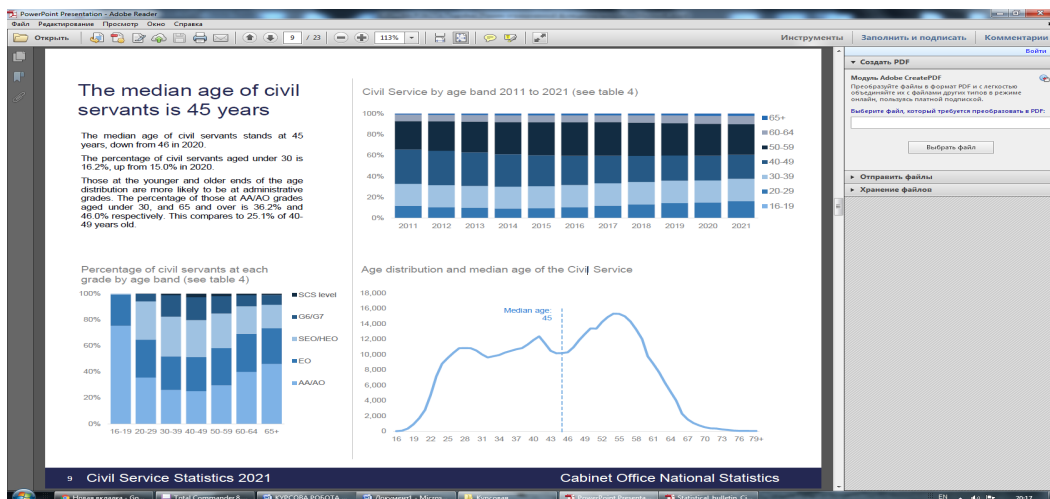 PowerPoint Presentation - Adobe Reader
Файл Редактирование Просмотр Окно Справка
Открыть 9 / 23 113% Инструменты Заполнить и подписать Комментарии
Войти
The median age of civil
servants is 45 years
The median age of civil servants stands at 45
years, down from 46 in 2020.
The percentage of civil servants aged under 30 is
16.2%, up from 15.0% in 2020.
Those at the younger and older ends of the age
distribution are more likely to be at administrative
grades. The percentage of those at AA/AO grades
aged under 30, and 65 and over is 36.2% and
46.0% respectively. This compares to 25.1% of 40-
49 years old.
Civil Service by age band 2011 to 2021 (see table 4)
100%
80%
60%
40%
20%
0%
2011 2012 2013 2014 2015 2016 2017 2018 2019 2020 2021
65+
60-64
50-59
40-49
30-39
20-29
16-19
Percentage of civil servants at each
grade by age band (see table 4)
100%
80%
60%
40%
20%
0%
16-19 20-29 30-39 40-49 50-59 60-64 65+
SCS level
G6/G7
SEO/HEO
EO
AA/AO
Age distribution and median age of the Civil Service
18,000
16,000
14,000
12,000
10,000
8,000
6,000
4,000
2,000
0
Median age:
45
16 19 22 25 28 31 34 37 40 43 46 49 52 55 58 61 64 67 70 73 76 79+
9 Civil Service Statistics 2021 Cabinet Office National Statistics
Создать PDF
Модуль Adobe CreatePDF
Преобразуйте файлы в формат PDF и с легкостью
объединяйте их с файлами других типов в режиме
онлайн, пользуясь платной подпиской.
Выберите файл, который требуется преобразовать в PDF:
Выбрать файл
Отправить файлы
Хранение файлов
Новая вкладка - Go... Total Commander 8... КУРСОВА РОБОТА... Документ1 - Micros... Курсовая PowerPoint Presenta... Statistical bulletin Ci... EN 20:17